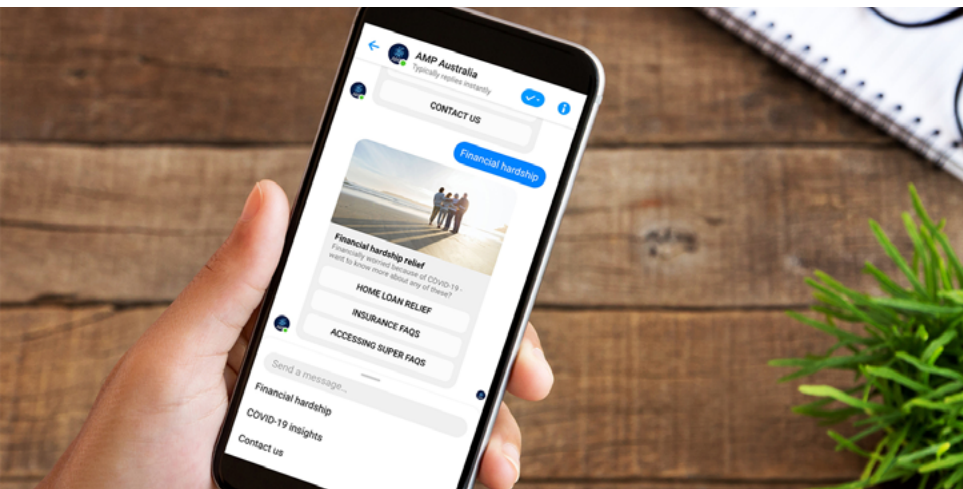 AMP Australia
Typically replies instantly
CONTACT US
Financial hardship
Financial hardship relief
Financially worried because of COVID-19 -
want to know more about any of these?
HOME LOAN RELIEF
INSURANCE FAQS
ACCESSING SUPER FAQS
Send a message...
Financial hardship
COVID-19 insights
Contact us